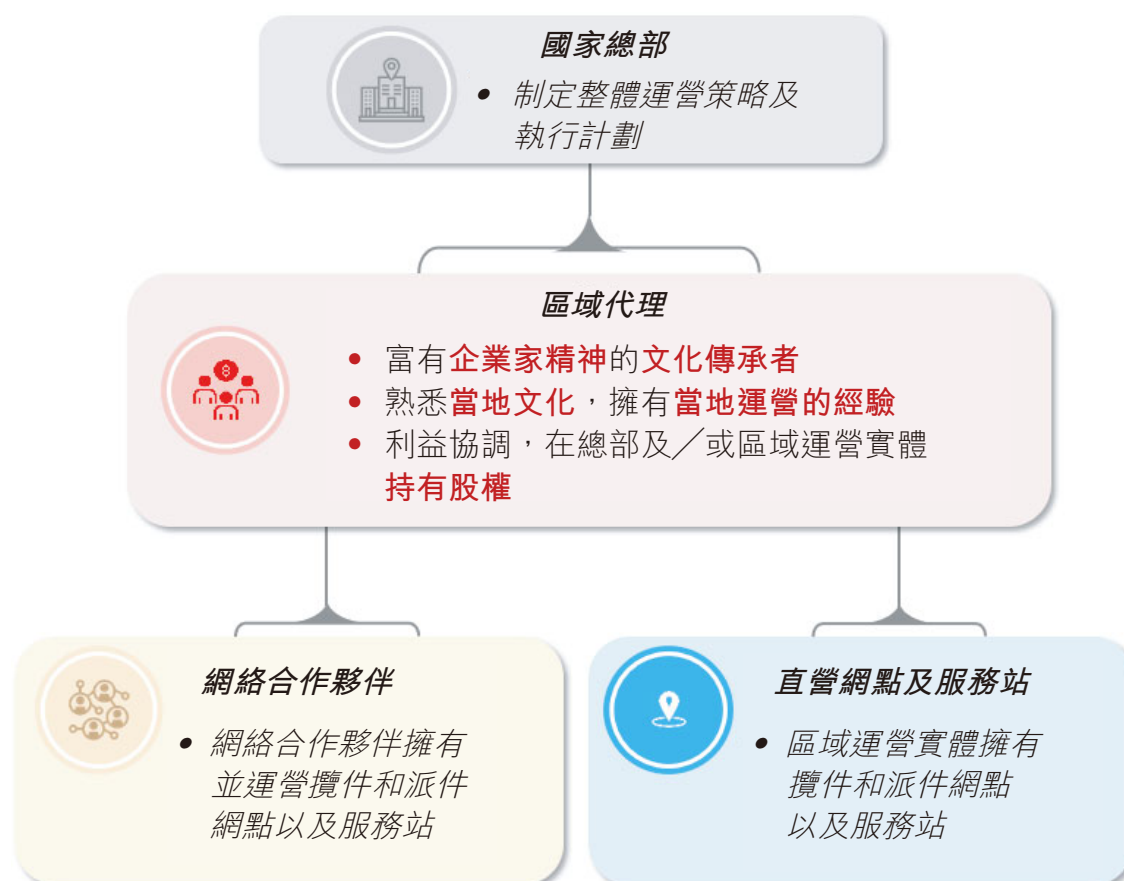 國家總部
• 制定整體運營策略及
執行計劃
區域代理
• 富有企業家精神的文化傳承者
• 熟悉當地文化，擁有當地運營的經驗
• 利益協調，在總部及╱或區域運營實體
持有股權
網絡合作夥伴
• 網絡合作夥伴擁有
並運營攬件和派件
網點以及服務站
直營網點及服務站
• 區域運營實體擁有
攬件和派件網點
以及服務站